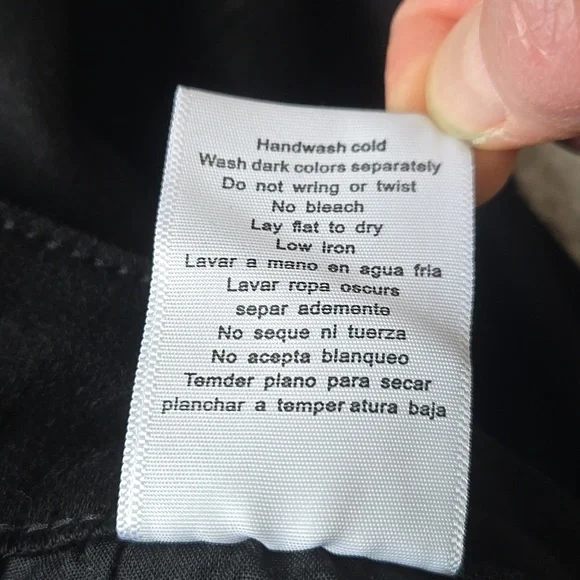 Handwash cold
Wash dark colors separately
Do not wring or twist
No bleach
Lay flat to dry
Low Iron
Lavar a mano en agua fria
Lavar ropa oscurs
separ ademente
No seque ni tuerza
No acepta blanqueo
Temder plano para secar
planchar a temper atura baja